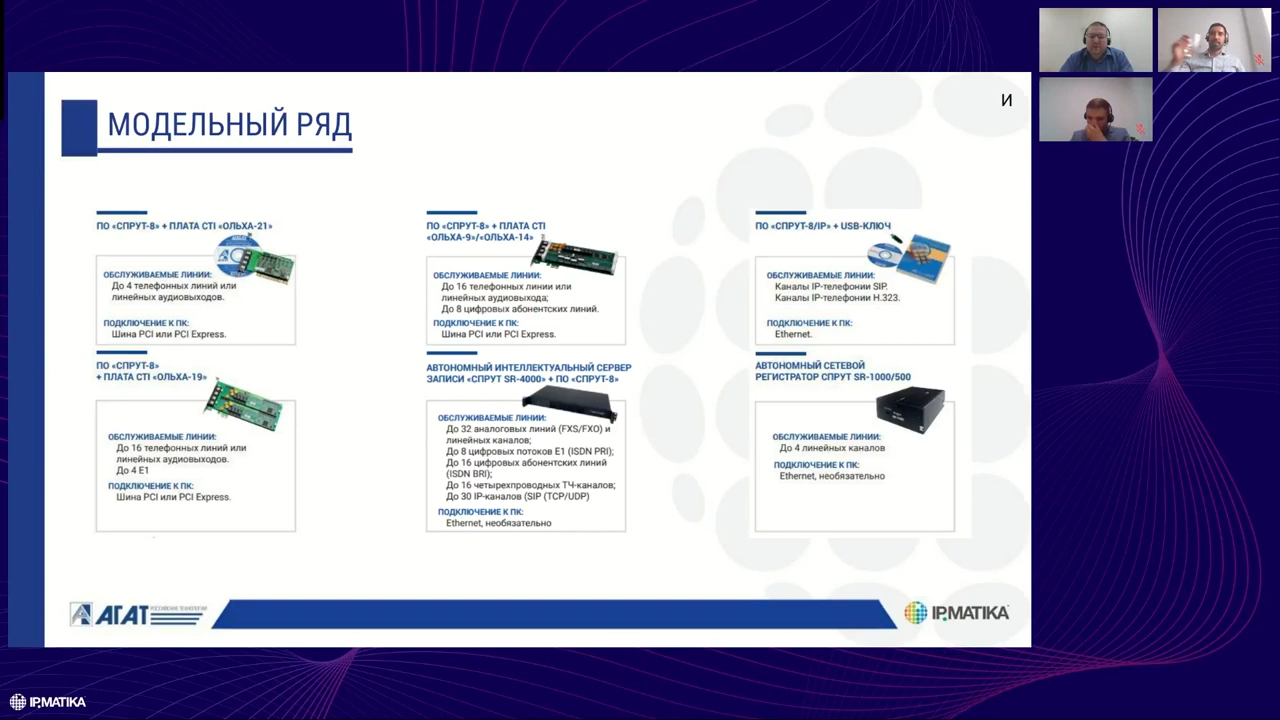 И
МОДЕЛЬНЫЙ РЯД
ПО «СПРУТ-8» + ПЛАТА CTI «ОЛЬХА-21»
ОБСЛУЖИВАЕМЫЕ ЛИНИИ:
До 4 телефонных линий или
линейных аудиовыходов.
ПОДКЛЮЧЕНИЕ К ПК:
Шина PCI или PCI Express.
ПО «СПРУТ-8» + ПЛАТА CTI
«ОЛЬХА-9»/«ОЛЬХА-14»
ОБСЛУЖИВАЕМЫЕ ЛИНИИ:
До 16 телефонных линии или
линейных аудиовыхода;
До 8 цифровых абонентских линий.
ПОДКЛЮЧЕНИЕ К ПК:
Шина PCI или PCI Express.
ПО «СПРУТ-8/IP» + USB-КЛЮЧ
ОБСЛУЖИВАЕМЫЕ ЛИНИИ:
Каналы IP-телефонии SIP.
Каналы IP-телефонии H.323.
ПОДКЛЮЧЕНИЕ К ПК:
Ethernet.
ПО «СПРУТ-8»
+ ПЛАТА CTI «ОЛЬХА-19»
ОБСЛУЖИВАЕМЫЕ ЛИНИИ:
До 16 телефонных линий или
линейных аудиовыходов.
До 4 E1
ПОДКЛЮЧЕНИЕ К ПК:
Шина PCI или PCI Express.
АВТОНОМНЫЙ ИНТЕЛЛЕКТУАЛЬНЫЙ СЕРВЕР
ЗАПИСИ «СПРУТ SR-4000» + ПО «СПРУТ-8»
ОБСЛУЖИВАЕМЫЕ ЛИНИИ:
До 32 аналоговых линий (FXS/FXO) и
линейных каналов;
До 8 цифровых потоков E1 (ISDN PRI);
До 16 цифровых абонентских линий
(ISDN BRI);
До 16 четырехпроводных ТЧ-каналов;
До 30 IP-каналов (SIP (TCP/UDP)
ПОДКЛЮЧЕНИЕ К ПК:
Ethernet, необязательно
АВТОНОМНЫЙ СЕТЕВОЙ
РЕГИСТРАТОР СПРУТ SR-1000/500
ОБСЛУЖИВАЕМЫЕ ЛИНИИ:
До 4 линейных каналов
ПОДКЛЮЧЕНИЕ К ПК:
Ethernet, необязательно
АГАТ РОССИЙСКИЕ ТЕХНОЛОГИИ
IPMATIKA
IPMATIKA